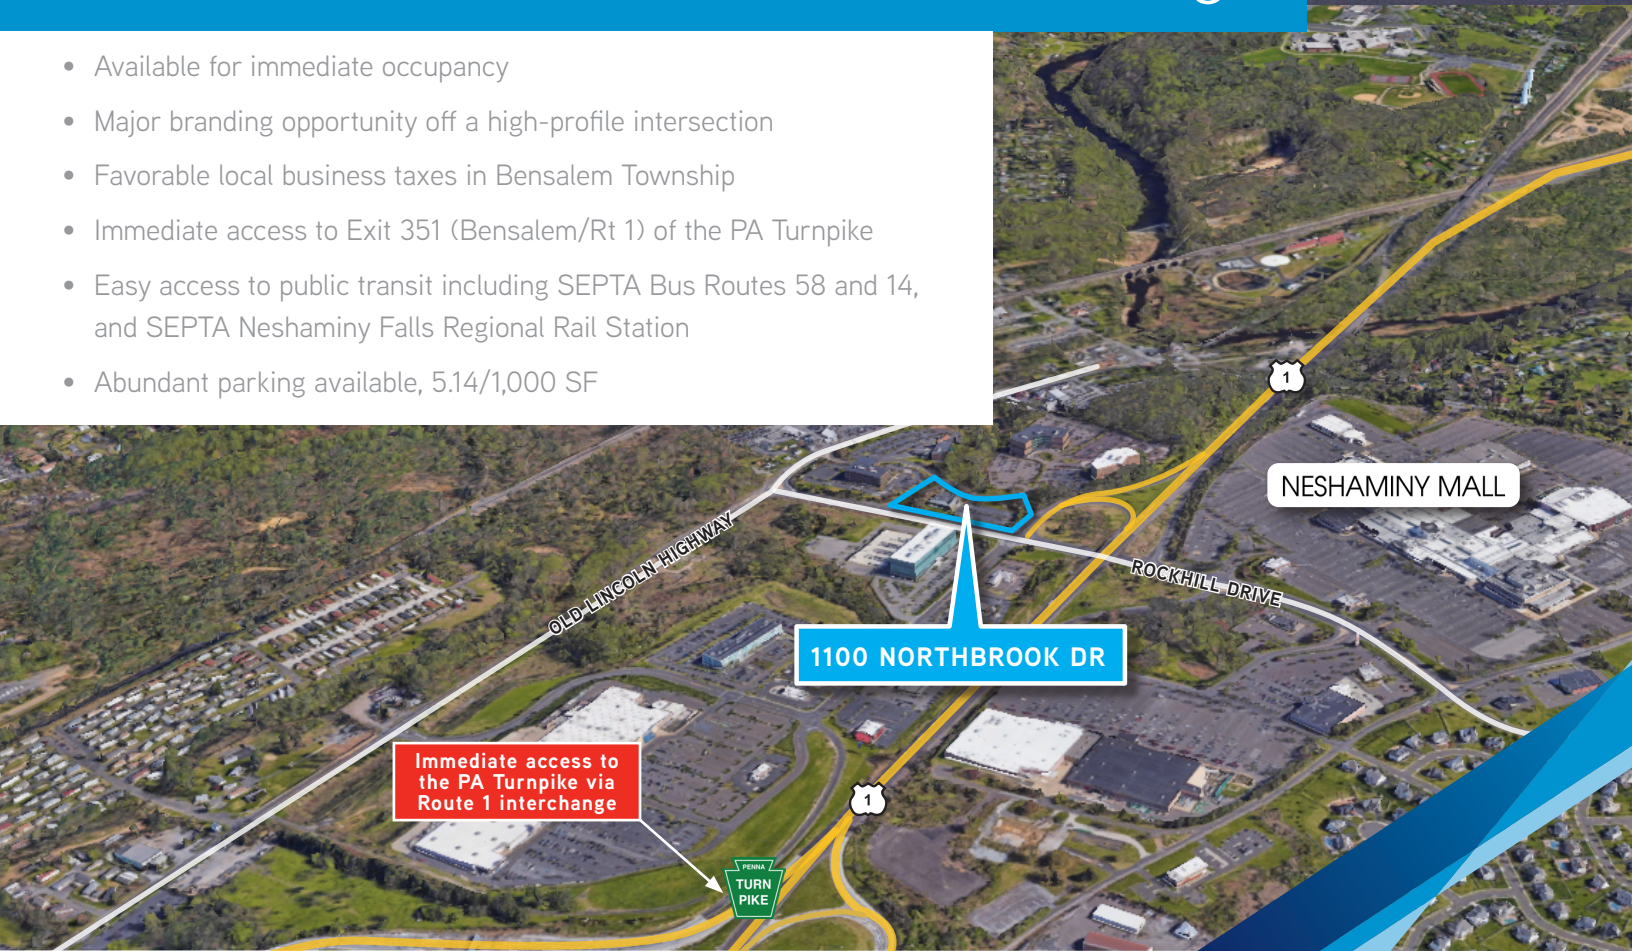 • Available for immediate occupancy
• Major branding opportunity off a high-profile intersection
• Favorable local business taxes in Bensalem Township
• Immediate access to Exit 351 (Bensalem/Rt 1) of the PA Turnpike
• Easy access to public transit including SEPTA Bus Routes 58 and 14,
and SEPTA Neshaminy Falls Regional Rail Station
• Abundant parking available, 5.14/1,000 SF
1
NESHAMINY MALL
OLD LINCOLN HIGHWAY
ROCKHILL DRIVE
1100 NORTHBROOK DR
Immediate access to
the PA Turnpike via
Route 1 interchange
1
PENNA
TURN
PIKE